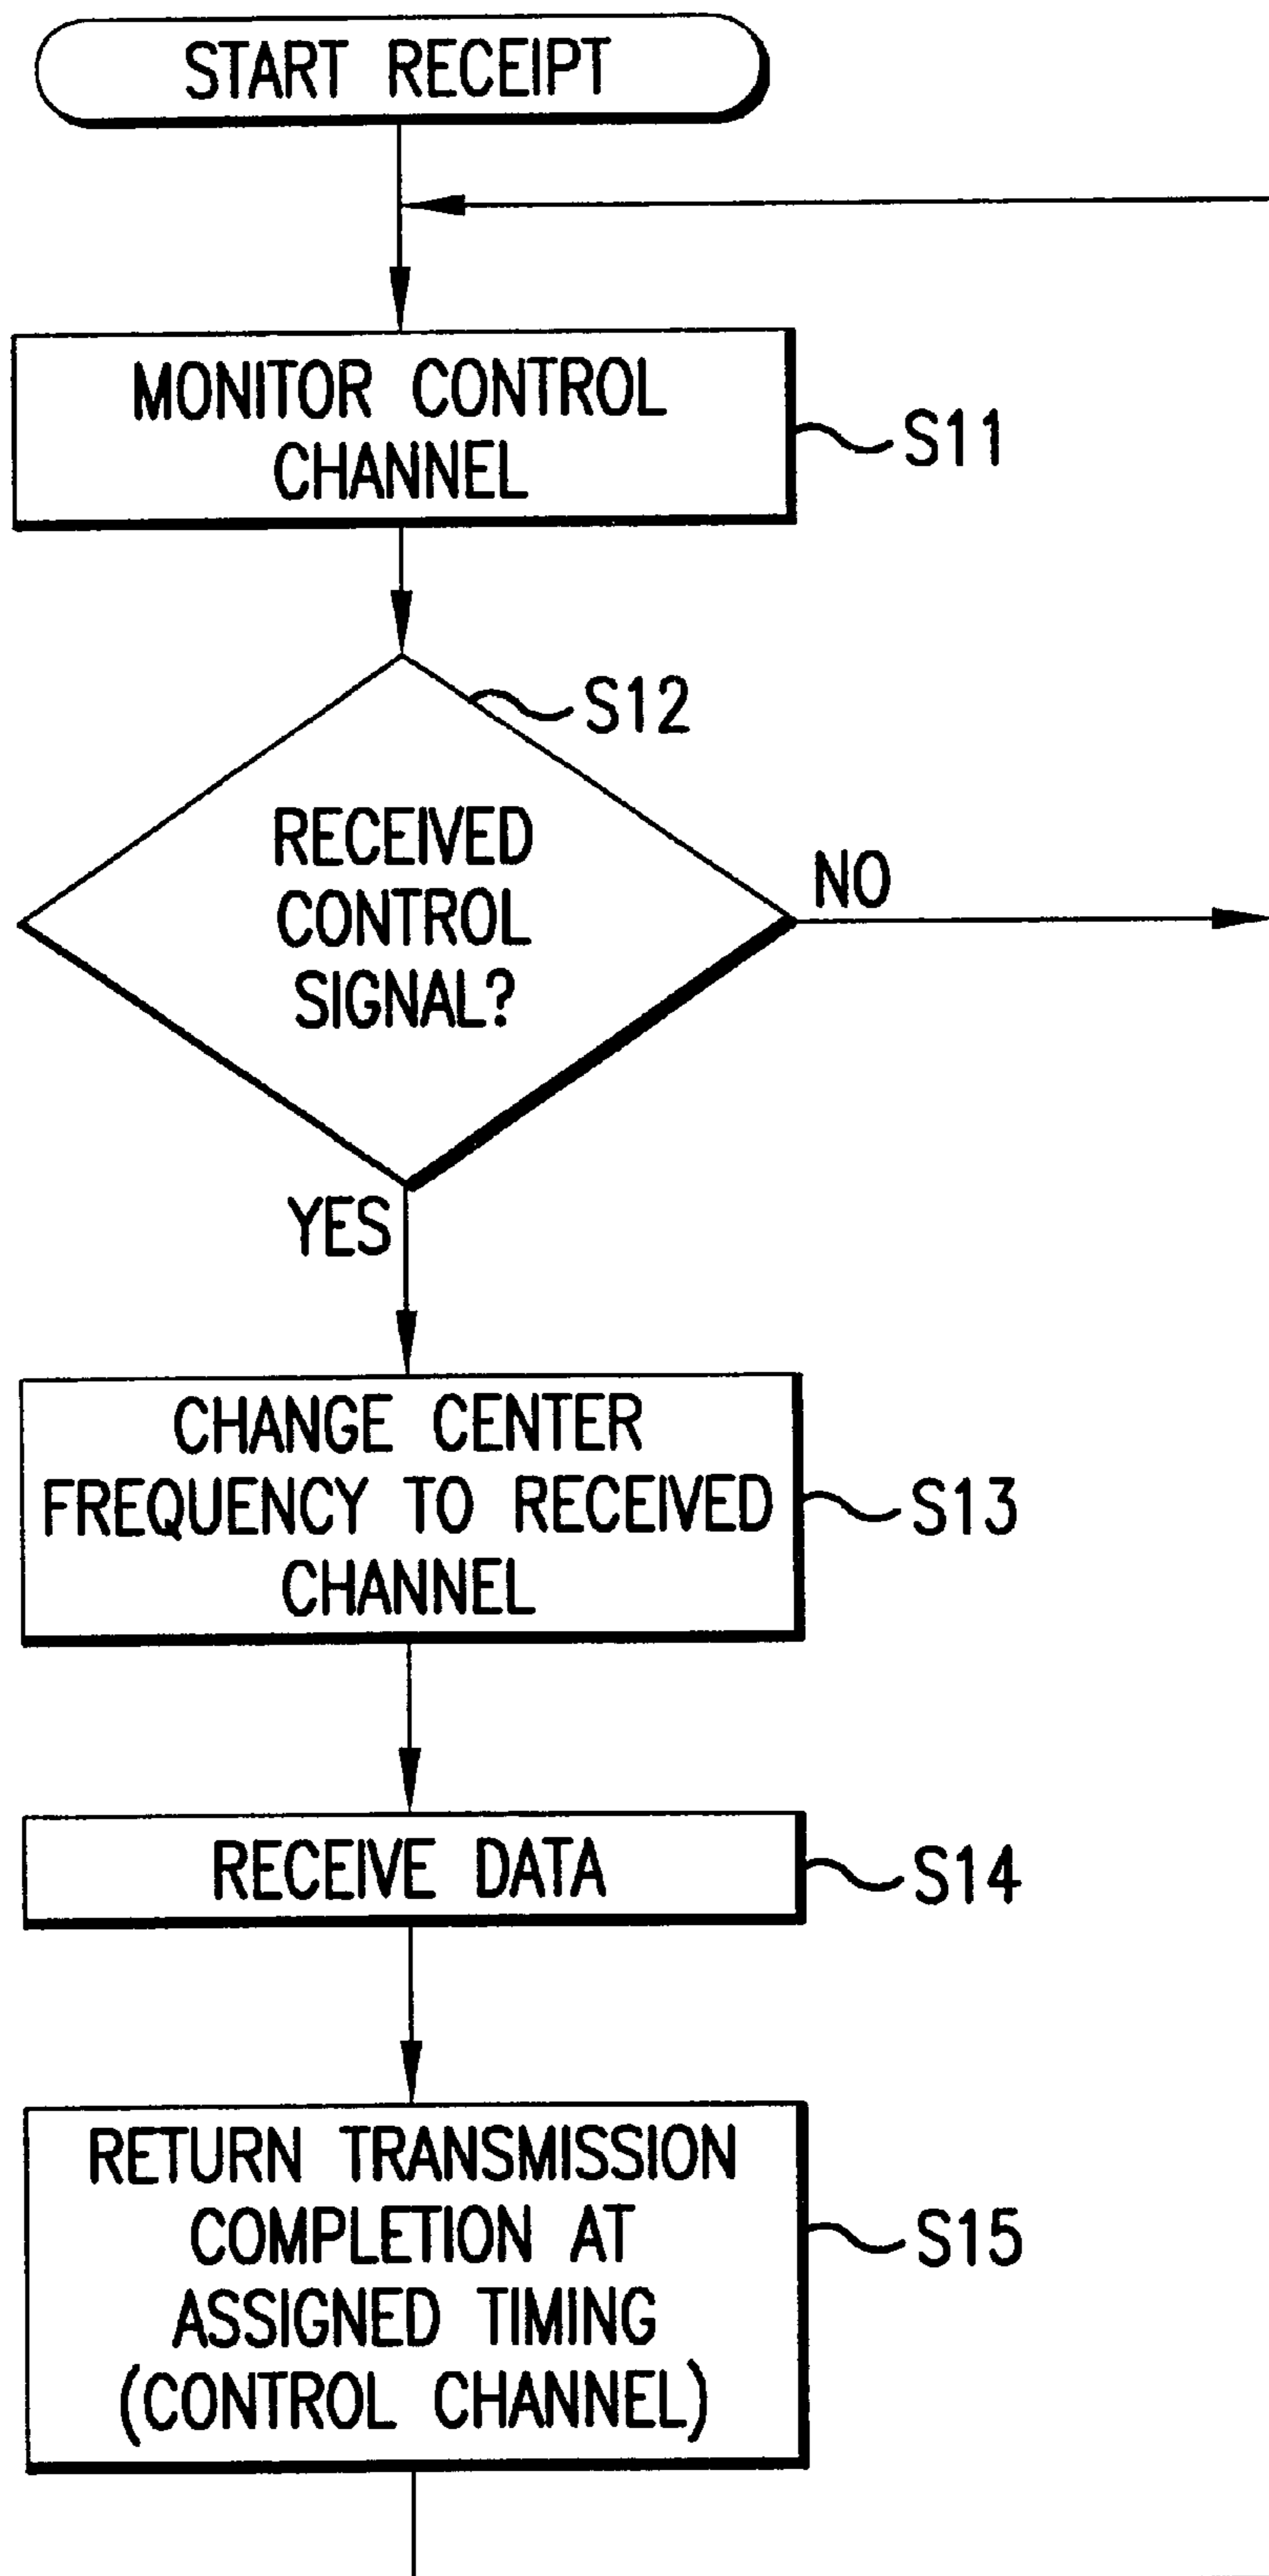 START RECEIPT
MONITOR CONTROL
CHANNEL
S11
S12
RECEIVED
CONTROL
SIGNAL?
NO
YES
CHANGE CENTER
FREQUENCY TO RECEIVED
CHANNEL
S13
RECEIVE DATA
S14
RETURN TRANSMISSION
COMPLETION AT
ASSIGNED TIMING
(CONTROL CHANNEL)
S15